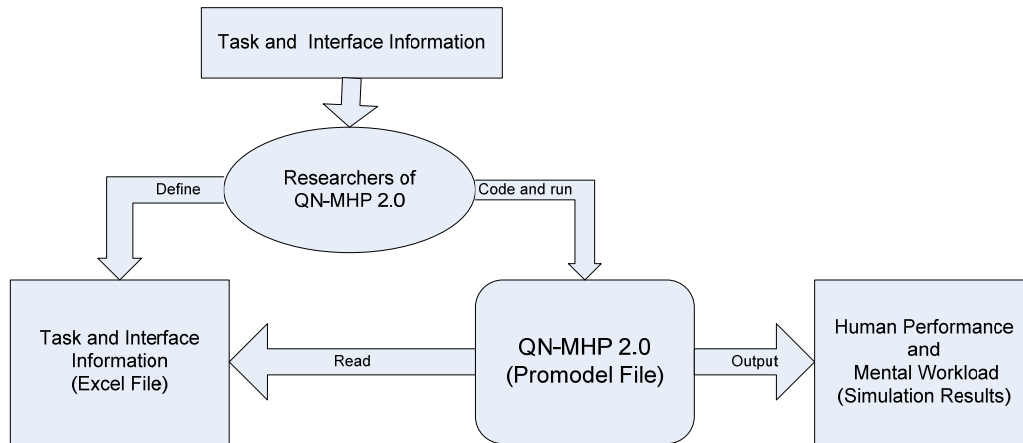 Task and Interface Information
Researchers of
QN-MHP 2.0
Define
Code and run
Task and Interface
Information
(Excel File)
Read
QN-MHP 2.0
(Promodel File)
Output
Human Performance
and
Mental Workload
(Simulation Results)